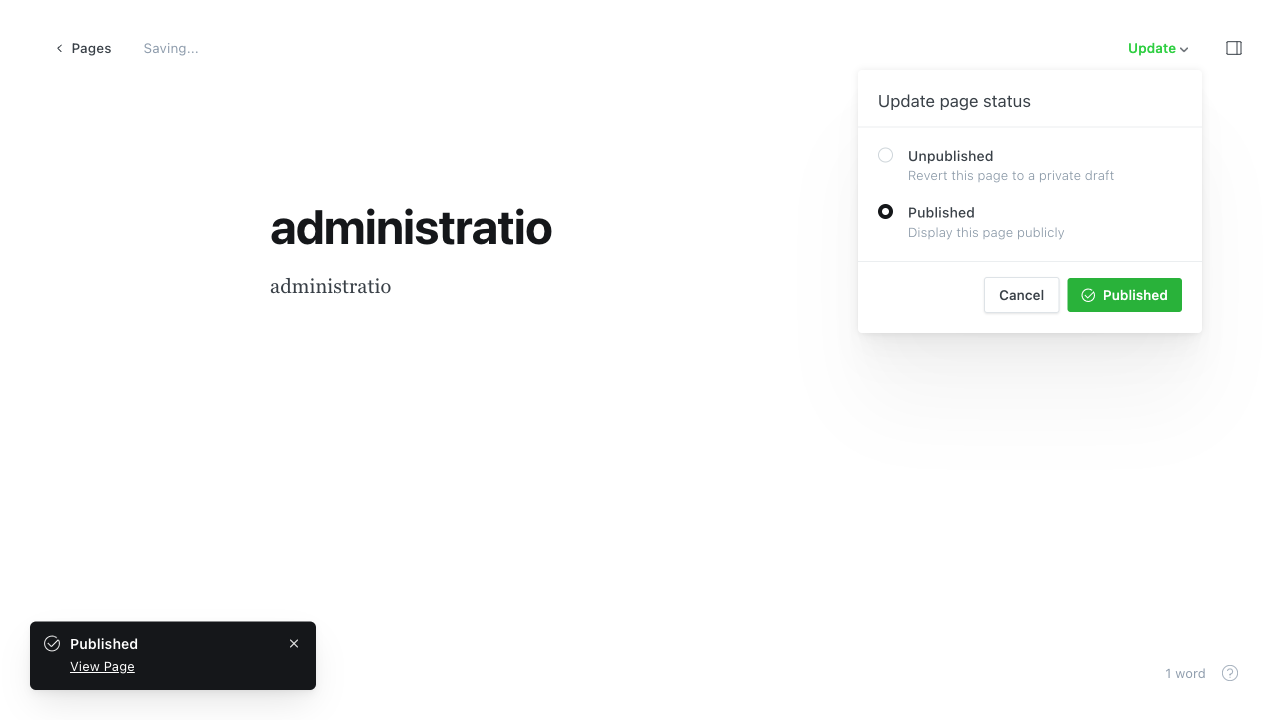 Pages
Saving...
Update
Update page status
Unpublished
Revert this page to a private draft
Published
Display this page publicly
Cancel
Published
administratio
administratio
Published
View Page
1 word